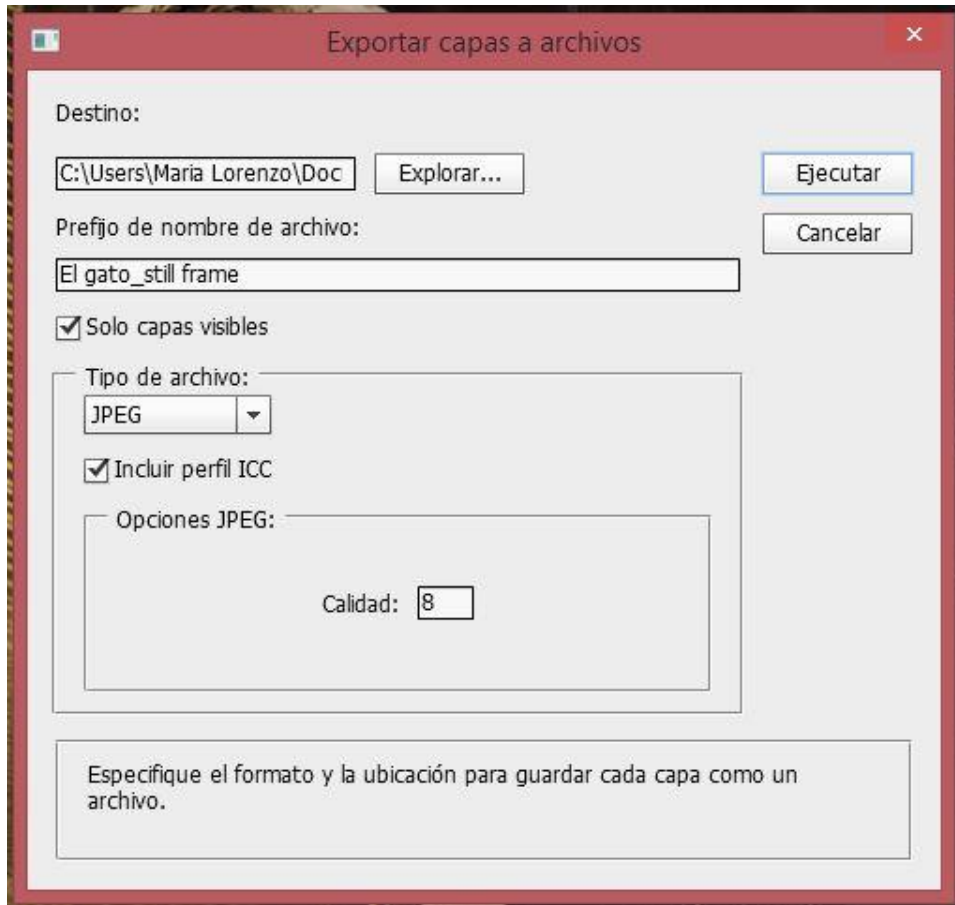 Exportar capas a archivos
Destino:
C:\Users\Maria Lorenzo\Doc
Explorar...
Ejecutar
Prefijo de nombre de archivo:
Cancelar
El gato_still frame
Solo capas visibles
Tipo de archivo:
JPEG
Incluir perfil ICC
Opciones JPEG:
Calidad: 8
Especifique el formato y la ubicación para guardar cada capa como un
archivo.